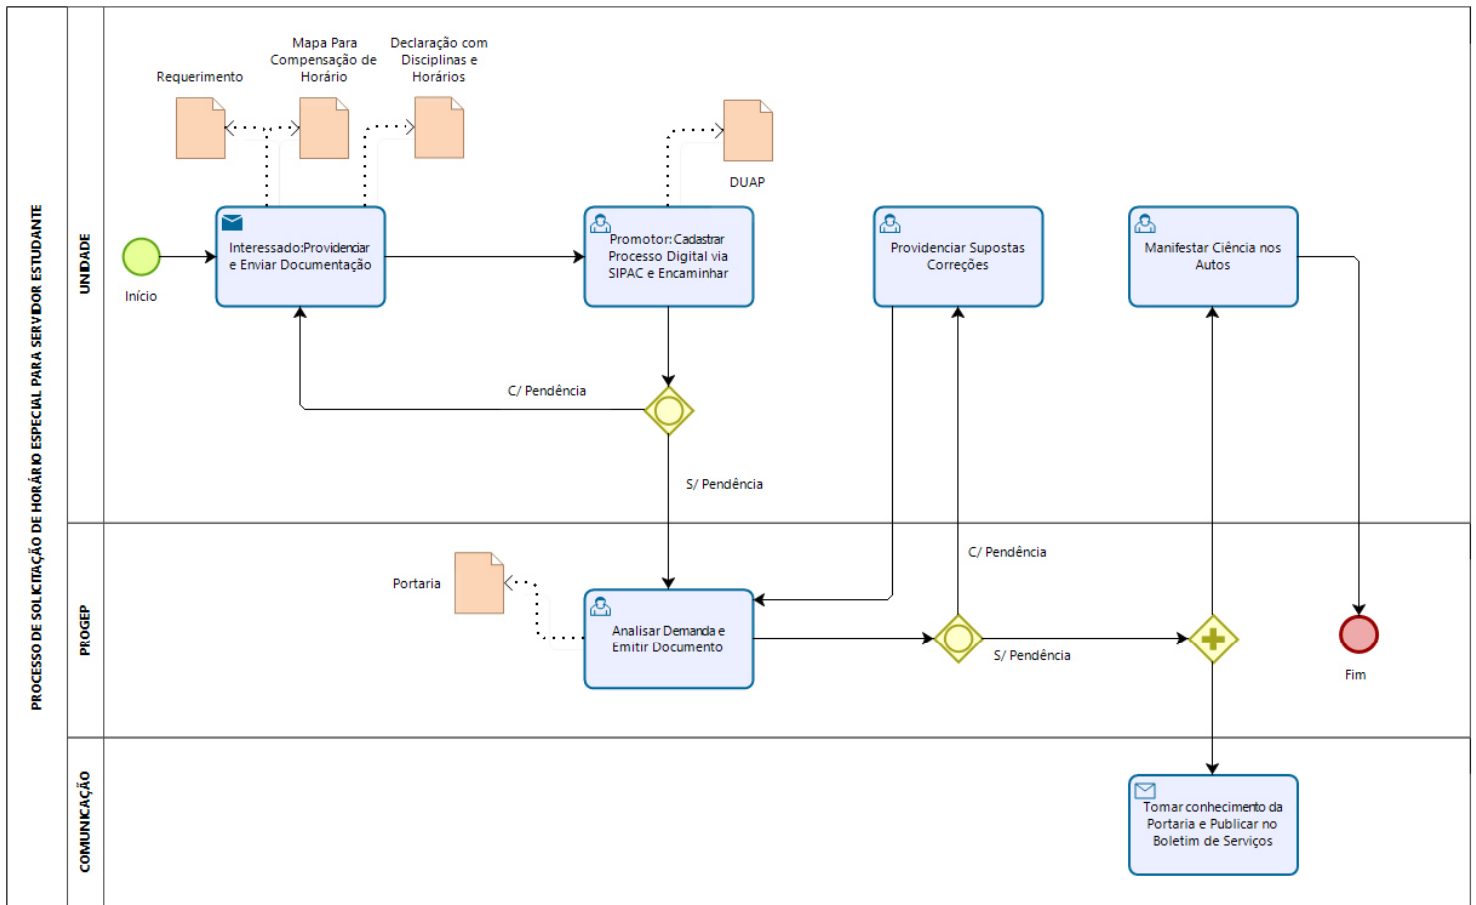 PROCESSO DE SOLICITAÇÃO DE HORÁRIO ESPECIAL PARA SERVIDOR ESTUDANTE
UNIDADE
Requerimento
Mapa Para
Compensação de
Horário
Declaração com
Disciplinas e
Horários
DUAP
Início
Interessado:Providenciar
e Enviar Documentação
Promotor: Cadastrar
Processo Digital via
SIPAC e Encaminhar
Providenciar Supostas
Correções
Manifestar Ciência nos
Autos
C/ Pendência
S/ Pendência
PROGEP
Portaria
Analisar Demanda e
Emitir Documento
C/ Pendência
S/ Pendência
Fim
COMUNICAÇÃO
Tomar conhecimento da
Portaria e Publicar no
Boletim de Serviços